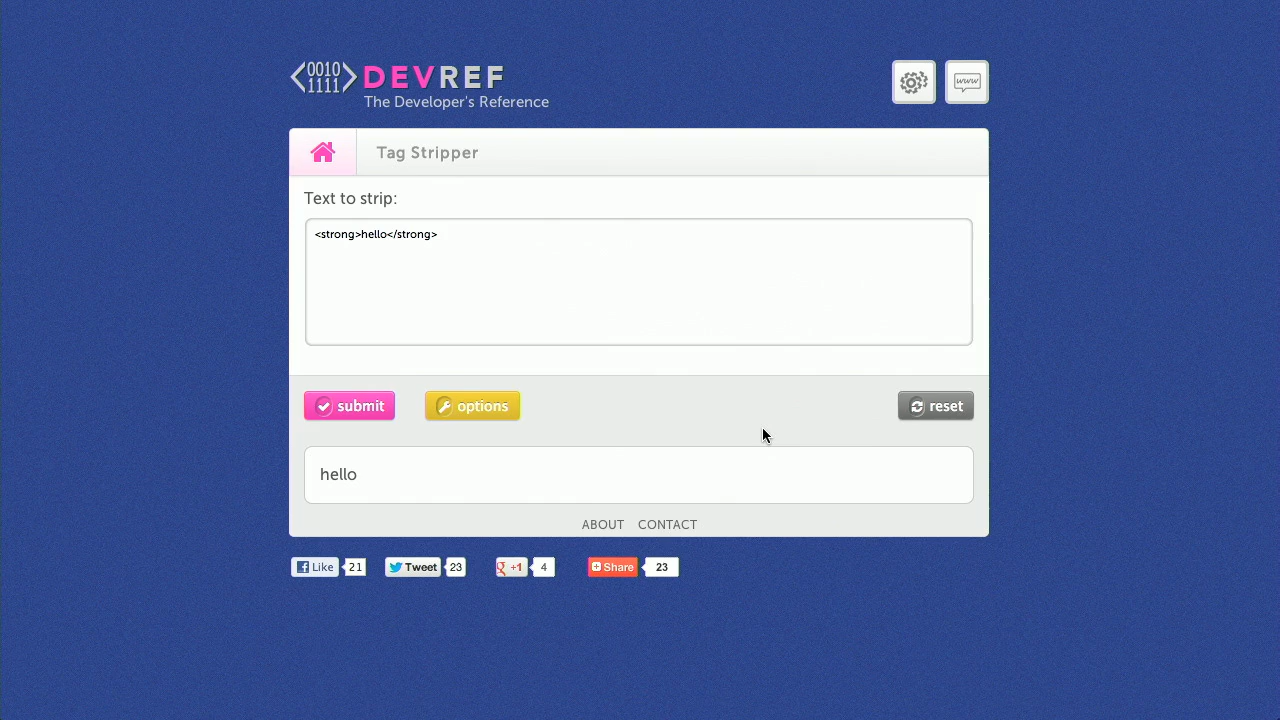 0010
1111
DEVREF
The Developer's Reference
www
Tag Stripper
Text to strip:
<strong>hello</strong>
submit
options
reset
hello
ABOUT CONTACT
Like 21
Tweet 23
g +1 4
Share 23